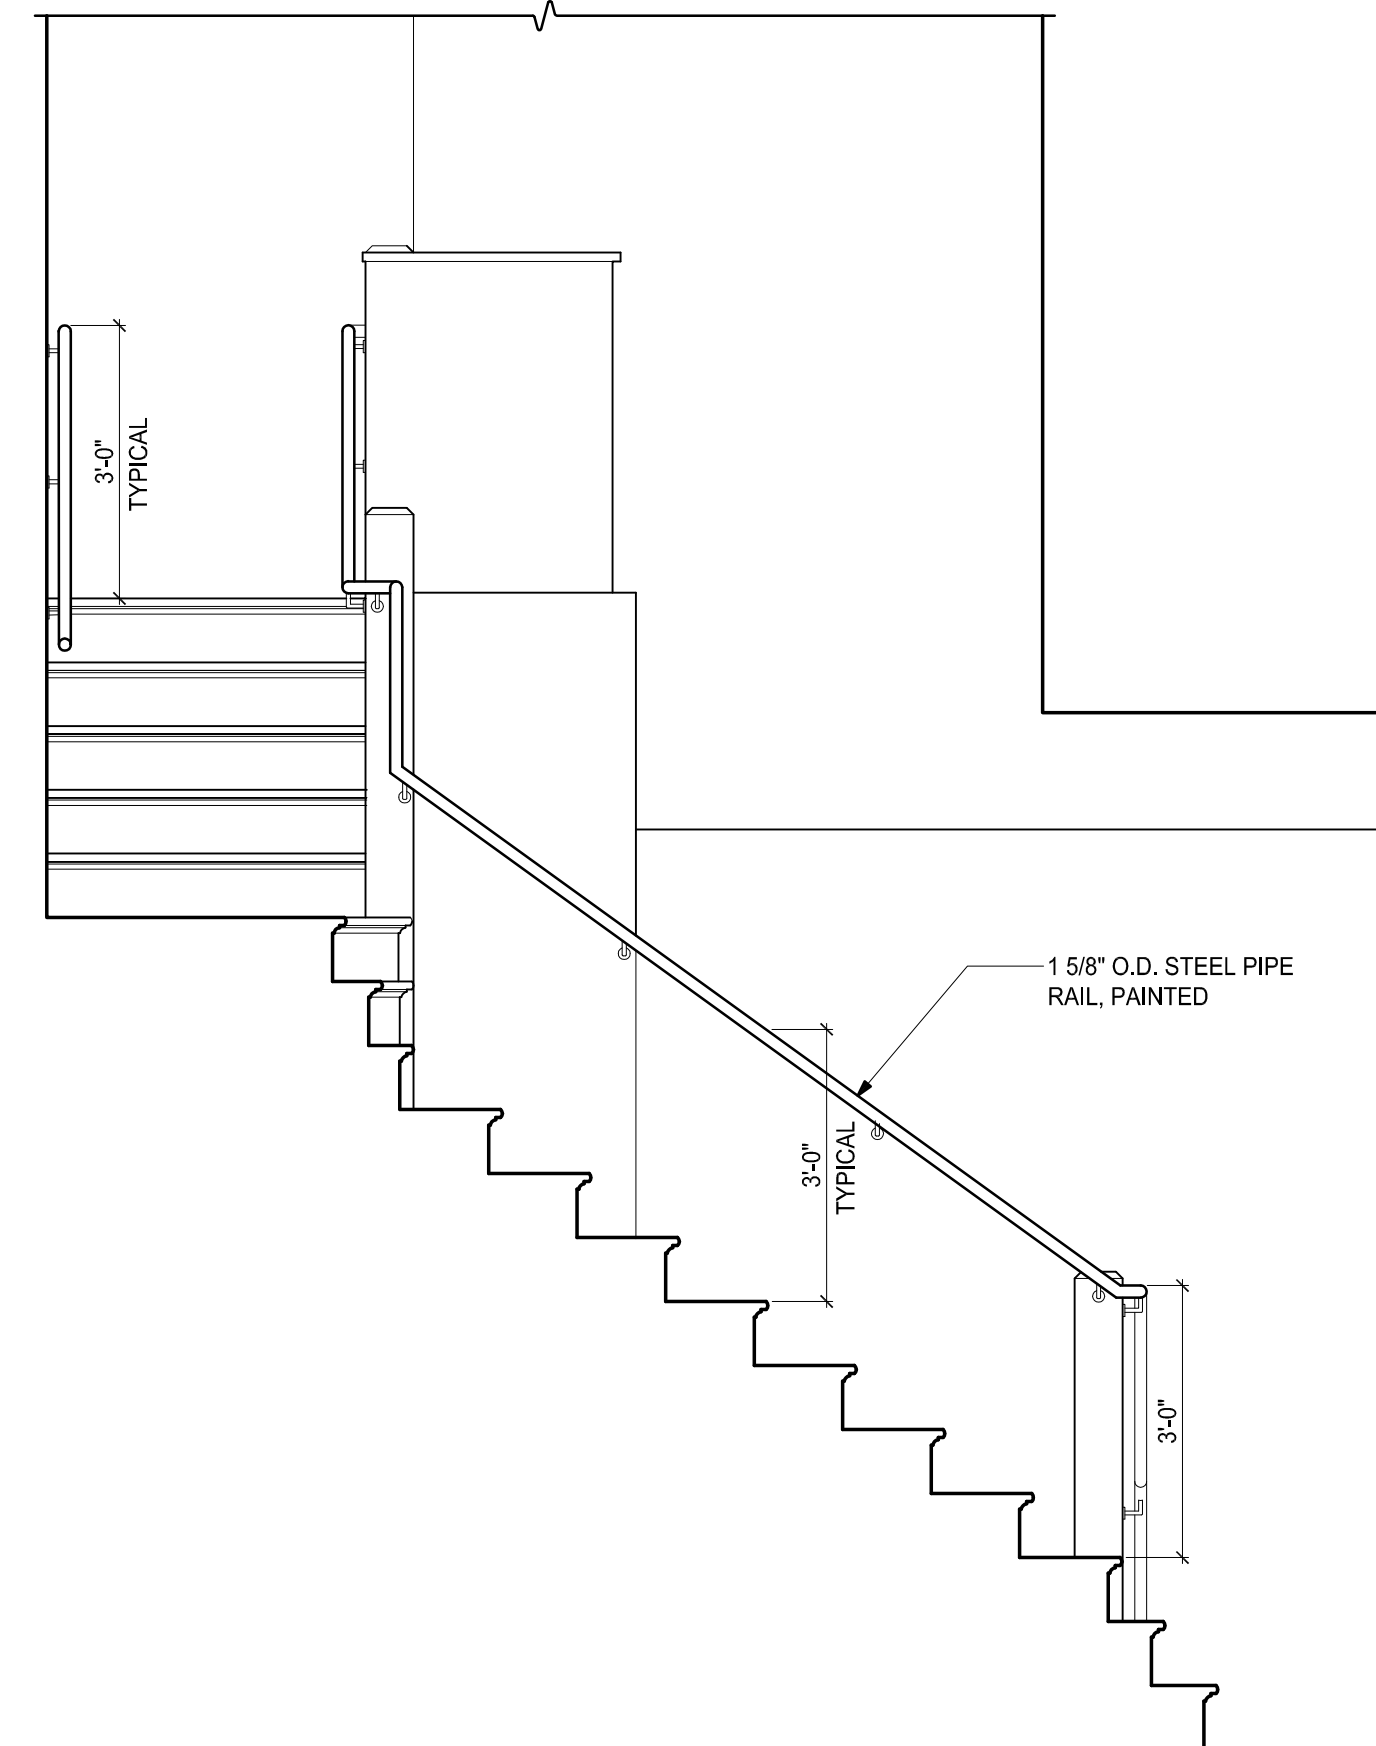 3'-0"
TYPICAL
1 5/8" O.D. STEEL PIPE
RAIL, PAINTED
3'-0"
TYPICAL
3'-0"